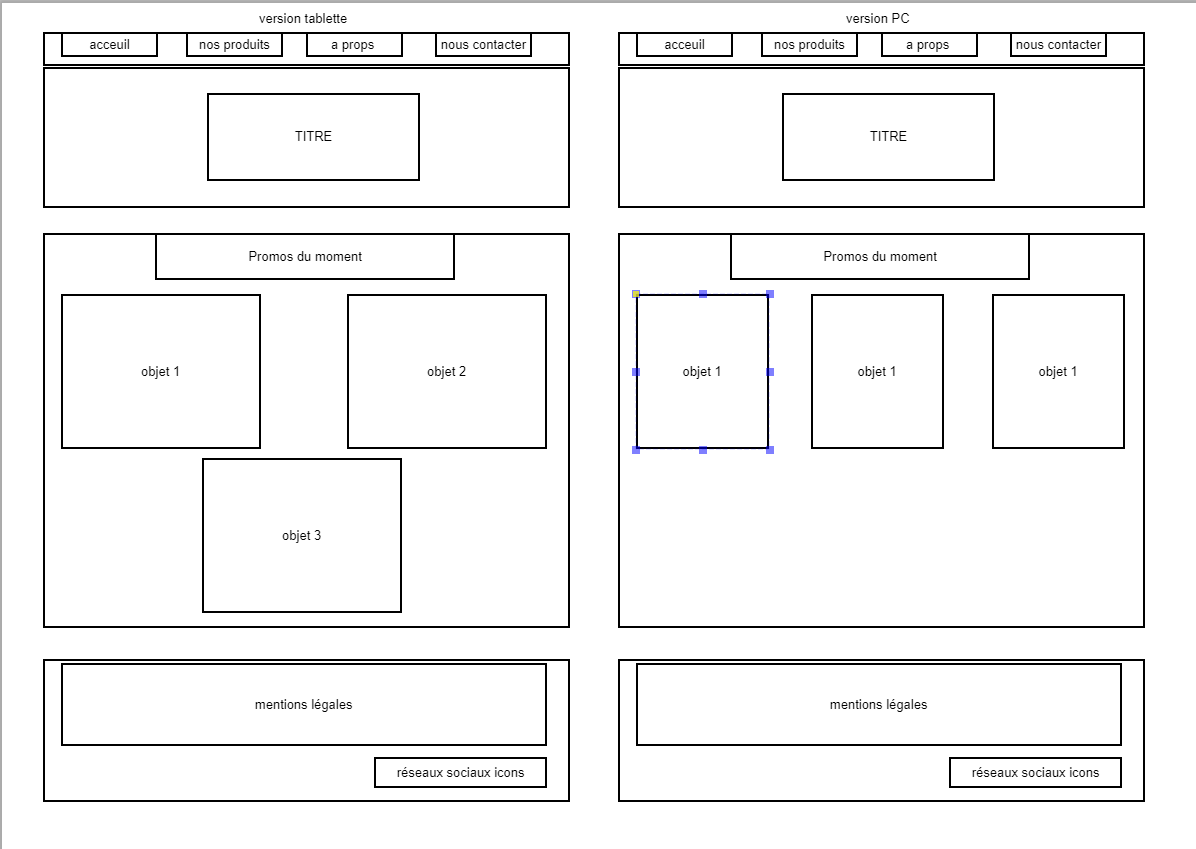 version tablette
acceuil
nos produits
a props
nous contacter
TITRE
Promos du moment
objet 1
objet 2
objet 3
mentions légales
réseaux sociaux icons
version PC
acceuil
nos produits
a props
nous contacter
TITRE
Promos du moment
objet 1
objet 1
objet 1
mentions légales
réseaux sociaux icons